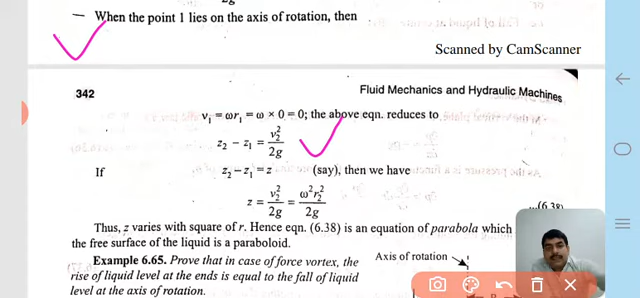 — When the point 1 lies on the axis of rotation, then
Scanned by CamScanner
342 Fluid Mechanics and Hydraulic Machines
v₁ = ωr₁ = ω × 0 = 0; the above eqn. reduces to
z₂ − z₁ = v₂²/2g
If z₂ − z₁ = z (say), then we have
z = v₂²/2g = ω²r₂²/2g
...(6.38)
Thus, z varies with square of r. Hence eqn. (6.38) is an equation of parabola which
the free surface of the liquid is a paraboloid.
Example 6.65. Prove that in case of force vortex, the
rise of liquid level at the ends is equal to the fall of liquid
level at the axis of rotation.
Axis of rotation